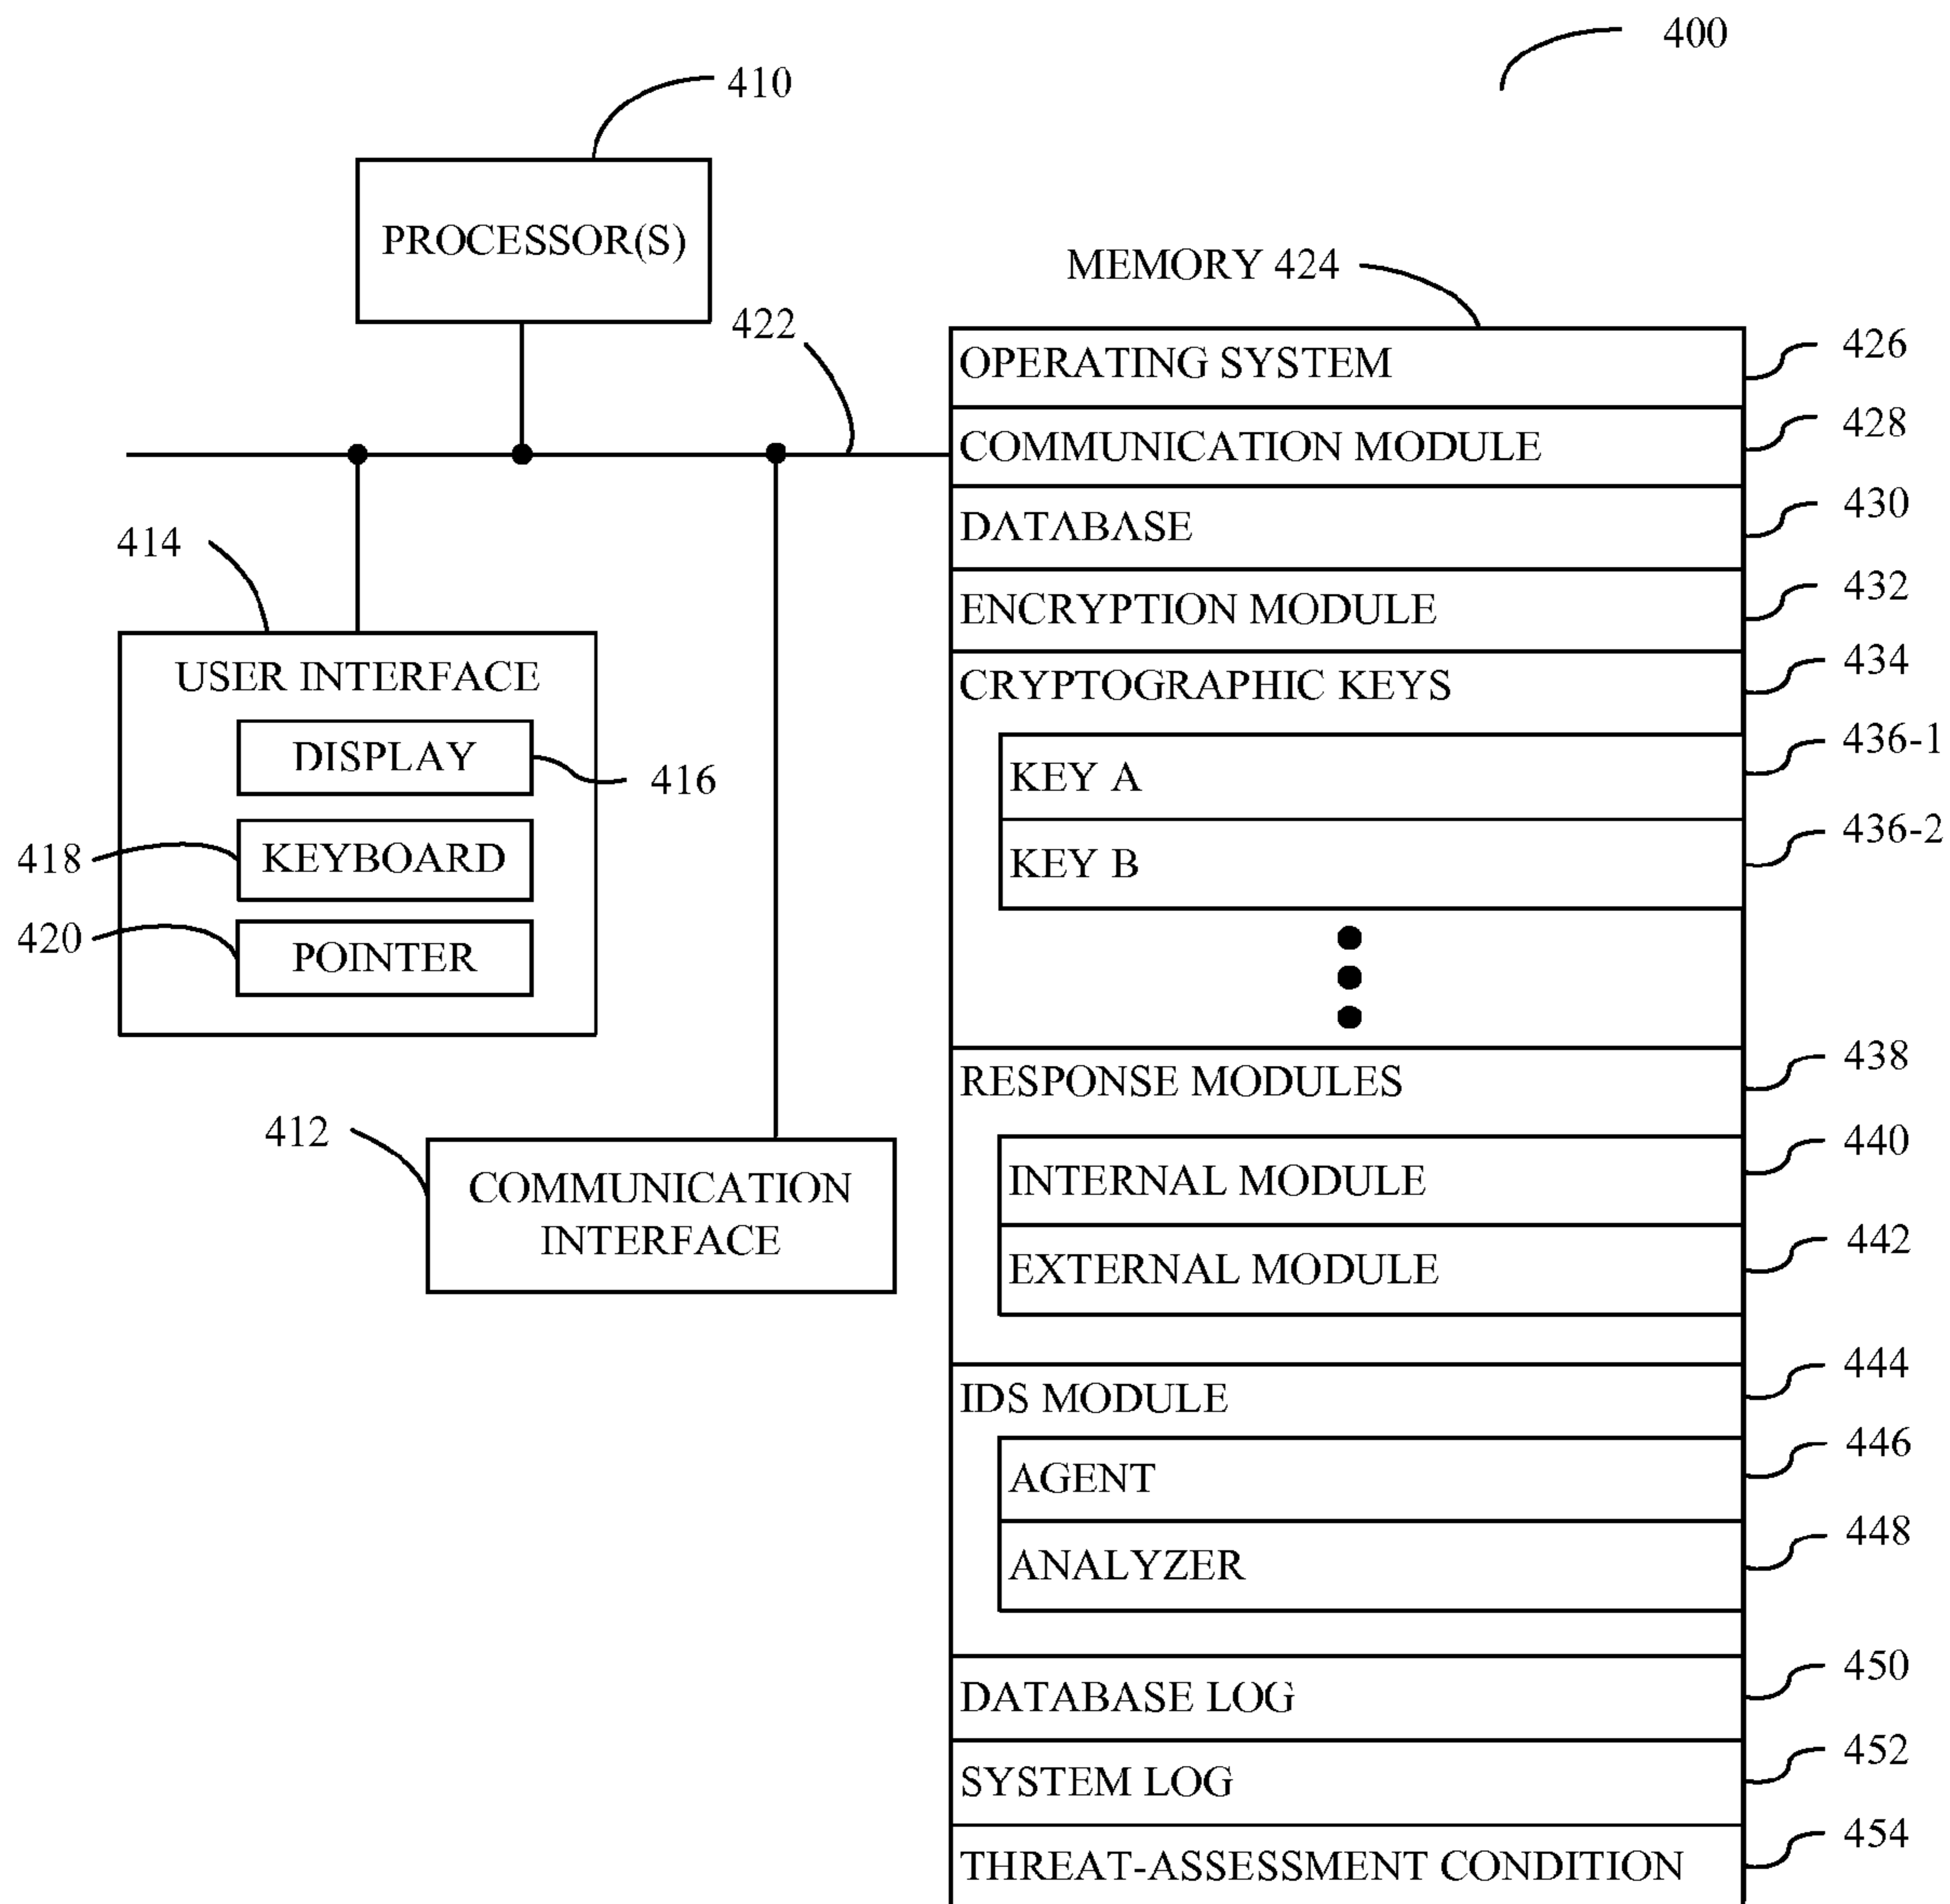 400
410
PROCESSOR(S)
422
MEMORY 424
OPERATING SYSTEM 426
COMMUNICATION MODULE 428
DATABASE 430
ENCRYPTION MODULE 432
CRYPTOGRAPHIC KEYS 434
KEY A 436-1
KEY B 436-2
RESPONSE MODULES 438
INTERNAL MODULE 440
EXTERNAL MODULE 442
IDS MODULE 444
AGENT 446
ANALYZER 448
DATABASE LOG 450
SYSTEM LOG 452
THREAT-ASSESSMENT CONDITION 454
414
USER INTERFACE
DISPLAY 416
418 KEYBOARD
420 POINTER
412
COMMUNICATION
INTERFACE